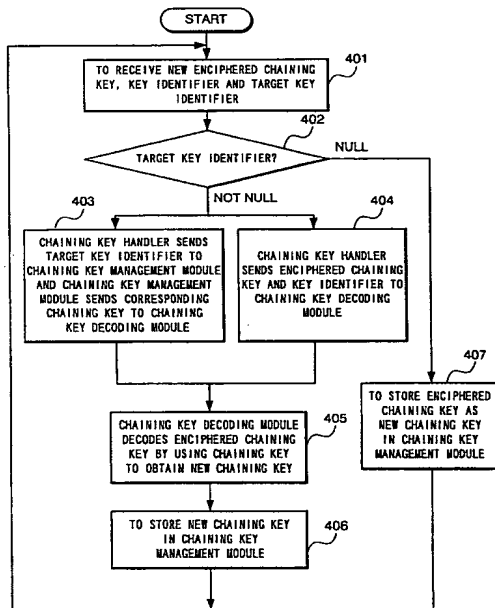 START
TO RECEIVE NEW ENCIPHERED CHAINING
KEY, KEY IDENTIFIER AND TARGET KEY
IDENTIFIER
401
402
TARGET KEY IDENTIFIER?
NULL
NOT NULL
403
CHAINING KEY HANDLER SENDS
TARGET KEY IDENTIFIER TO
CHAINING KEY MANAGEMENT MODULE
AND CHAINING KEY MANAGEMENT
MODULE SENDS CORRESPONDING
CHAINING KEY TO CHAINING
KEY DECODING MODULE
404
CHAINING KEY HANDLER
SENDS ENCIPHERED CHAINING
KEY AND KEY IDENTIFIER TO
CHAINING KEY DECODING
MODULE
407
TO STORE ENCIPHERED
CHAINING KEY AS
NEW CHAINING KEY
IN CHAINING KEY
MANAGEMENT MODULE
CHAINING KEY DECODING MODULE
DECODES ENCIPHERED CHAINING
KEY BY USING CHAINING KEY
TO OBTAIN NEW CHAINING KEY
405
TO STORE NEW CHAINING KEY
IN CHAINING KEY
MANAGEMENT MODULE
406